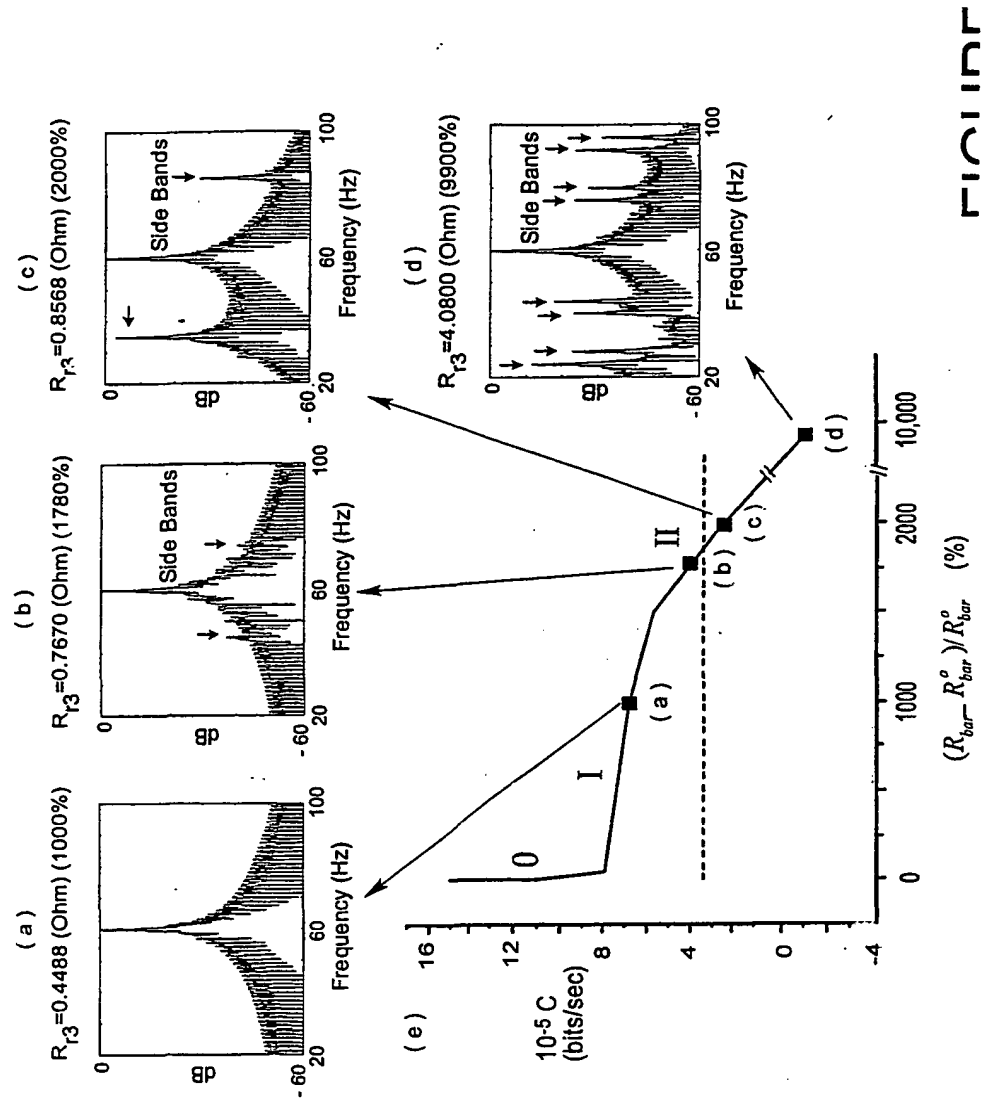 ( a )
R_r3=0.4488 (Ohm) (1000%)
0
dB
- 60
20
60
100
Frequency (Hz)
( b )
R_r3=0.7670 (Ohm) (1780%)
0
dB
- 60
Side Bands
20
60
100
Frequency (Hz)
( c )
R_r3=0.8568 (Ohm) (2000%)
0
dB
- 60
Side Bands
20
60
100
Frequency (Hz)
( d )
R_r3=4.0800 (Ohm) (9900%)
0
dB
- 60
Side Bands
20
60
100
Frequency (Hz)
( e )
10^-5 C
(bits/sec)
16
12
8
4
0
-4
0
I
II
( a )
( b )
( c )
( d )
0
1000
2000
10,000
(R_bar – R^o_bar)/R^o_bar (%)